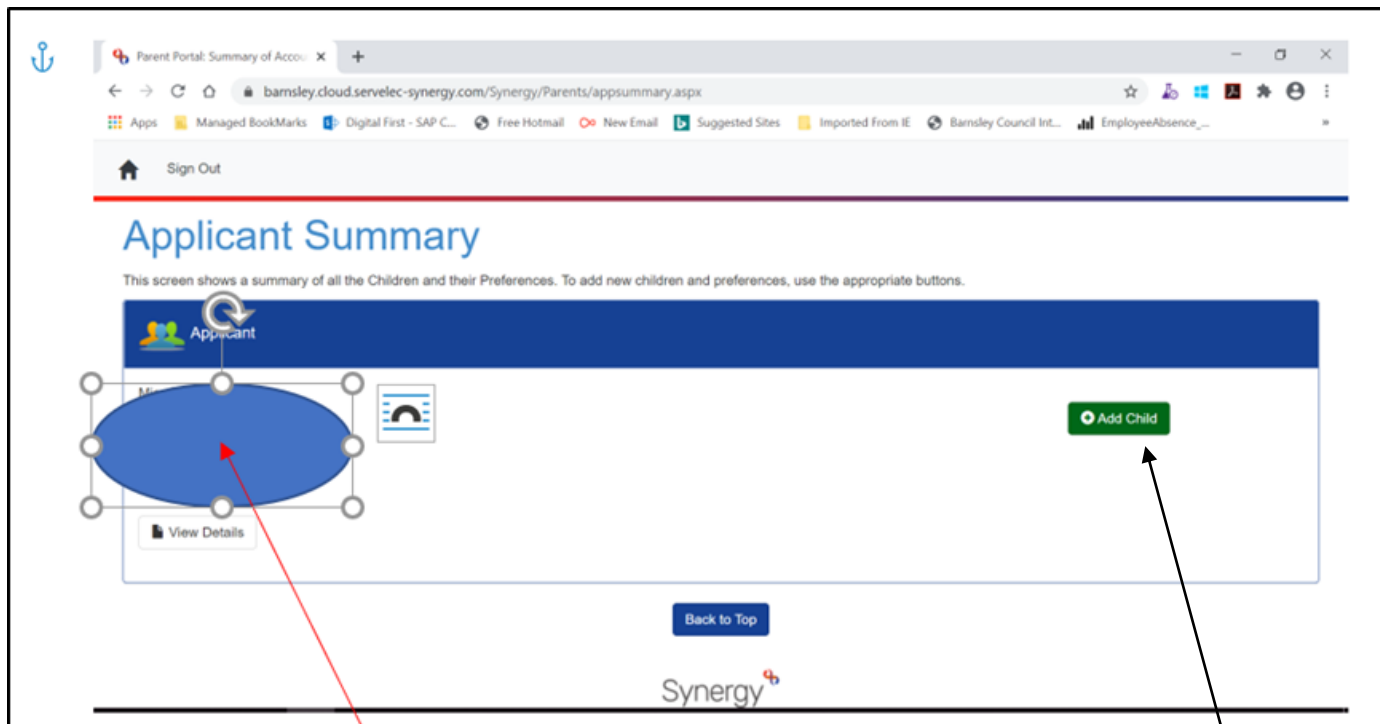 Parent Portal: Summary of Accou
barnsley.cloud.servelec-synergy.com/Synergy/Parents/appsummary.aspx
Apps Managed BookMarks Digital First - SAP C... Free Hotmail New Email Suggested Sites Imported From IE Barnsley Council Int... EmployeeAbsence_...
Sign Out
Applicant Summary
This screen shows a summary of all the Children and their Preferences. To add new children and preferences, use the appropriate buttons.
Applicant
Add Child
View Details
Back to Top
Synergy